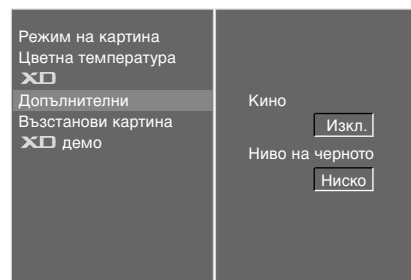 Режим на картина
Цветна температура
XD
Допълнителни
Възстанови картина
XD демо
Кино
Изкл.
Ниво на черното
Ниско